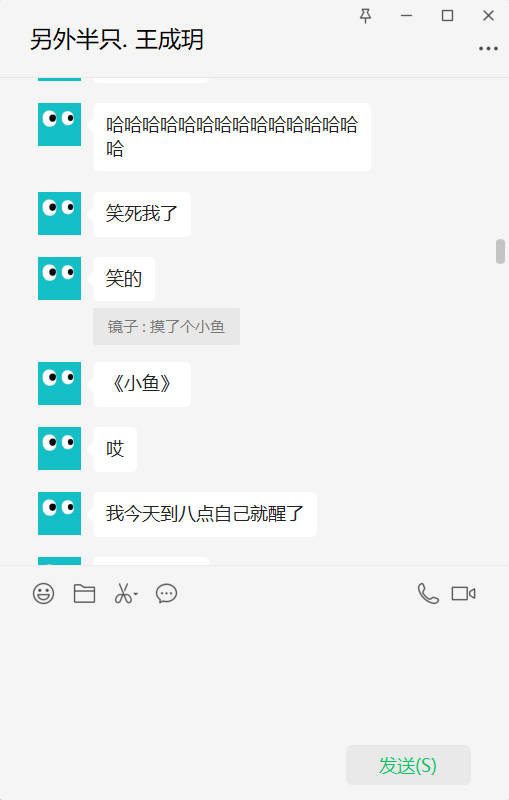 另外半只. 王成玥
哈哈哈哈哈哈哈哈哈哈哈哈哈哈
哈
笑死我了
笑的
镜子 : 摸了个小鱼
《小鱼》
哎
我今天到八点自己就醒了
发送(S)